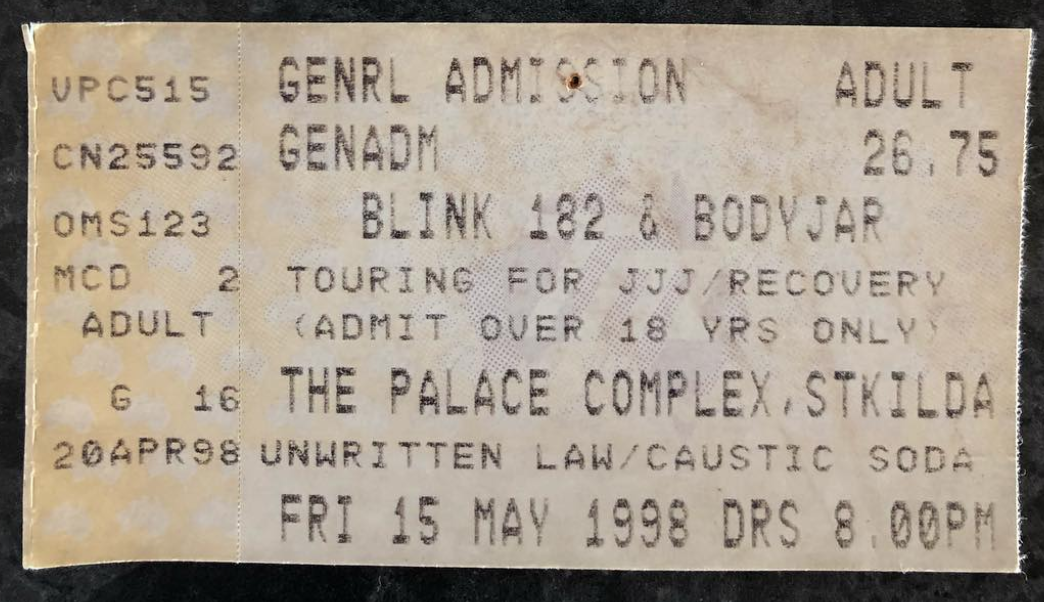 VPC515 GENRL ADMISSION ADULT
CN25592 GENADM 26.75
OMS123 BLINK 182 & BODYJAR
MCD 2 TOURING FOR JJJ/RECOVERY
ADULT (ADMIT OVER 18 YRS ONLY)
G 16 THE PALACE COMPLEX,STKILDA
20APR98 UNWRITTEN LAW/CAUSTIC SODA
FRI 15 MAY 1998 DRS 8.00PM